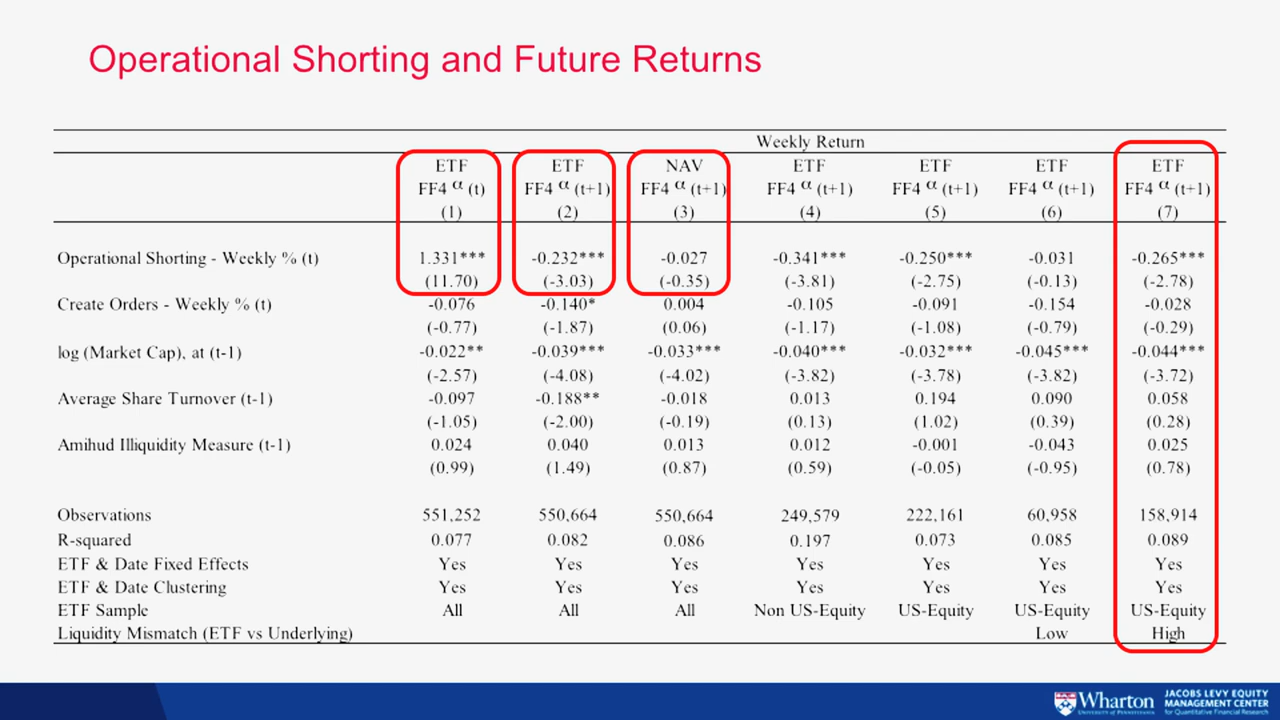 Operational Shorting and Future Returns
Weekly Return
ETF ETF NAV ETF ETF ETF ETF
FF4 α (t) FF4 α (t+1) FF4 α (t+1) FF4 α (t+1) FF4 α (t+1) FF4 α (t+1) FF4 α (t+1)
(1) (2) (3) (4) (5) (6) (7)
Operational Shorting - Weekly % (t) 1.331*** -0.232*** -0.027 -0.341*** -0.250*** -0.031 -0.265***
(11.70) (-3.03) (-0.35) (-3.81) (-2.75) (-0.13) (-2.78)
Create Orders - Weekly % (t) -0.076 -0.140* 0.004 -0.105 -0.091 -0.154 -0.028
(-0.77) (-1.87) (0.06) (-1.17) (-1.08) (-0.79) (-0.29)
log (Market Cap), at (t-1) -0.022** -0.039*** -0.033*** -0.040*** -0.032*** -0.045*** -0.044***
(-2.57) (-4.08) (-4.02) (-3.82) (-3.78) (-3.82) (-3.72)
Average Share Turnover (t-1) -0.097 -0.188** -0.018 0.013 0.194 0.090 0.058
(-1.05) (-2.00) (-0.19) (0.13) (1.02) (0.39) (0.28)
Amihud Illiquidity Measure (t-1) 0.024 0.040 0.013 0.012 -0.001 -0.043 0.025
(0.99) (1.49) (0.87) (0.59) (-0.05) (-0.95) (0.78)
Observations 551,252 550,664 550,664 249,579 222,161 60,958 158,914
R-squared 0.077 0.082 0.086 0.197 0.073 0.085 0.089
ETF & Date Fixed Effects Yes Yes Yes Yes Yes Yes Yes
ETF & Date Clustering Yes Yes Yes Yes Yes Yes Yes
ETF Sample All All All Non US-Equity US-Equity US-Equity US-Equity
Liquidity Mismatch (ETF vs Underlying) Low High
Wharton
UNIVERSITY of PENNSYLVANIA
JACOBS LEVY EQUITY
MANAGEMENT CENTER
for Quantitative Financial Research